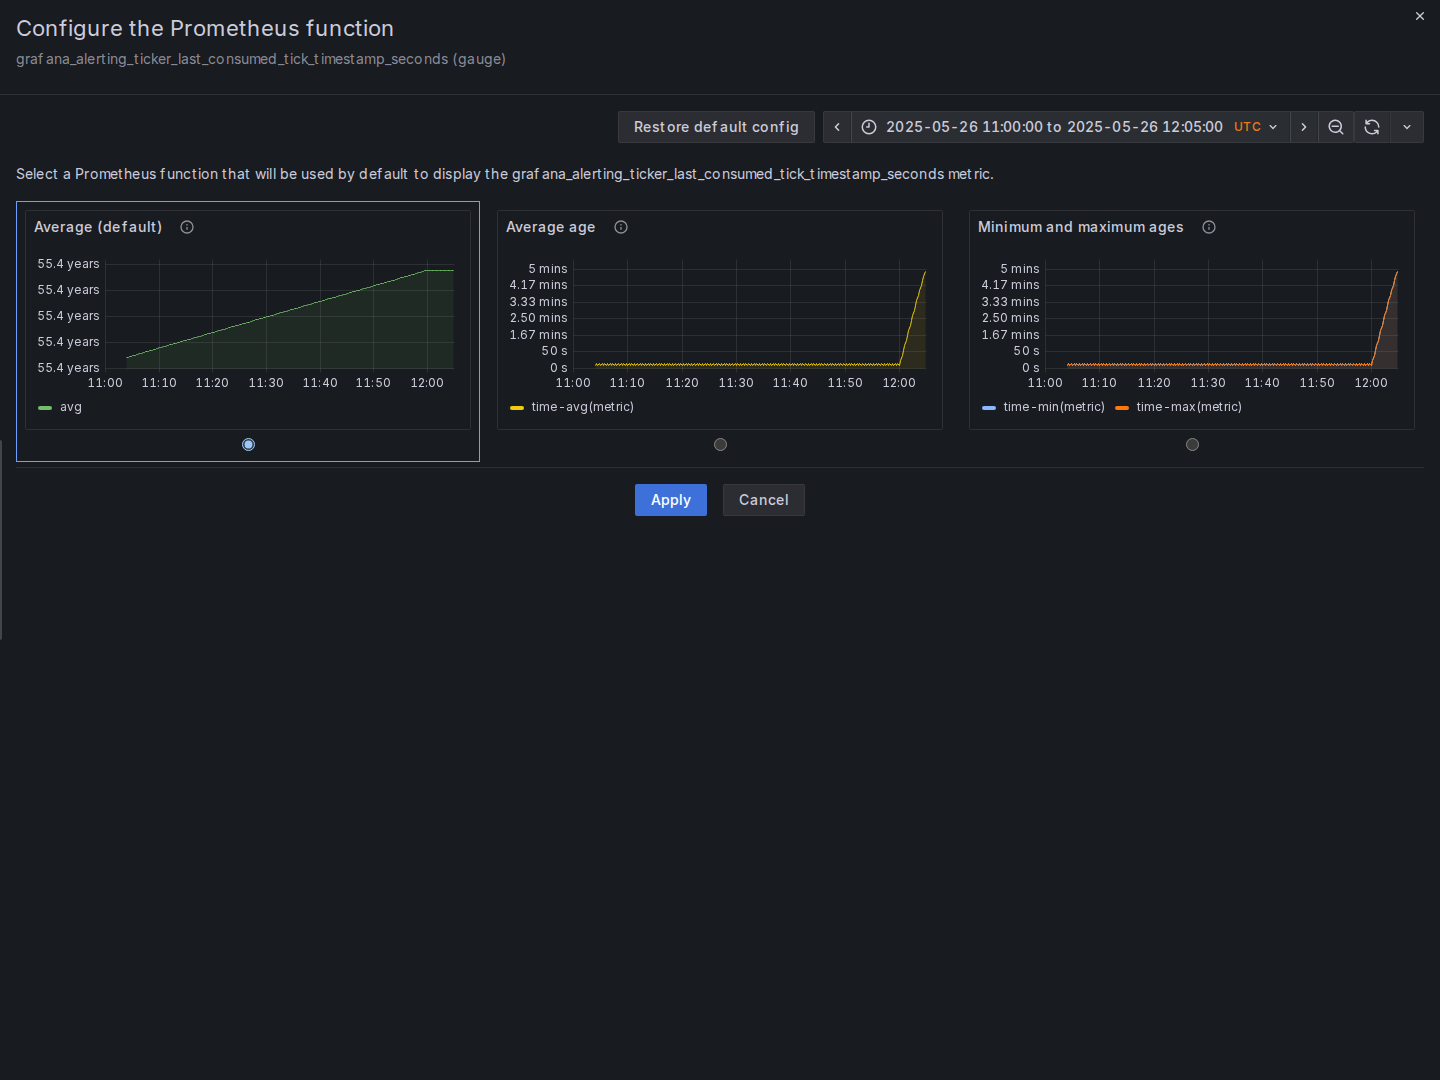 Configure the Prometheus function
grafana_alerting_ticker_last_consumed_tick_timestamp_seconds (gauge)
Restore default config
2025-05-26 11:00:00 to 2025-05-26 12:05:00 UTC
Select a Prometheus function that will be used by default to display the grafana_alerting_ticker_last_consumed_tick_timestamp_seconds metric.
Average (default)
55.4 years
55.4 years
55.4 years
55.4 years
55.4 years
11:00 11:10 11:20 11:30 11:40 11:50 12:00
avg
Average age
5 mins
4.17 mins
3.33 mins
2.50 mins
1.67 mins
50 s
0 s
11:00 11:10 11:20 11:30 11:40 11:50 12:00
time-avg(metric)
Minimum and maximum ages
5 mins
4.17 mins
3.33 mins
2.50 mins
1.67 mins
50 s
0 s
11:00 11:10 11:20 11:30 11:40 11:50 12:00
time-min(metric) time-max(metric)
Apply
Cancel